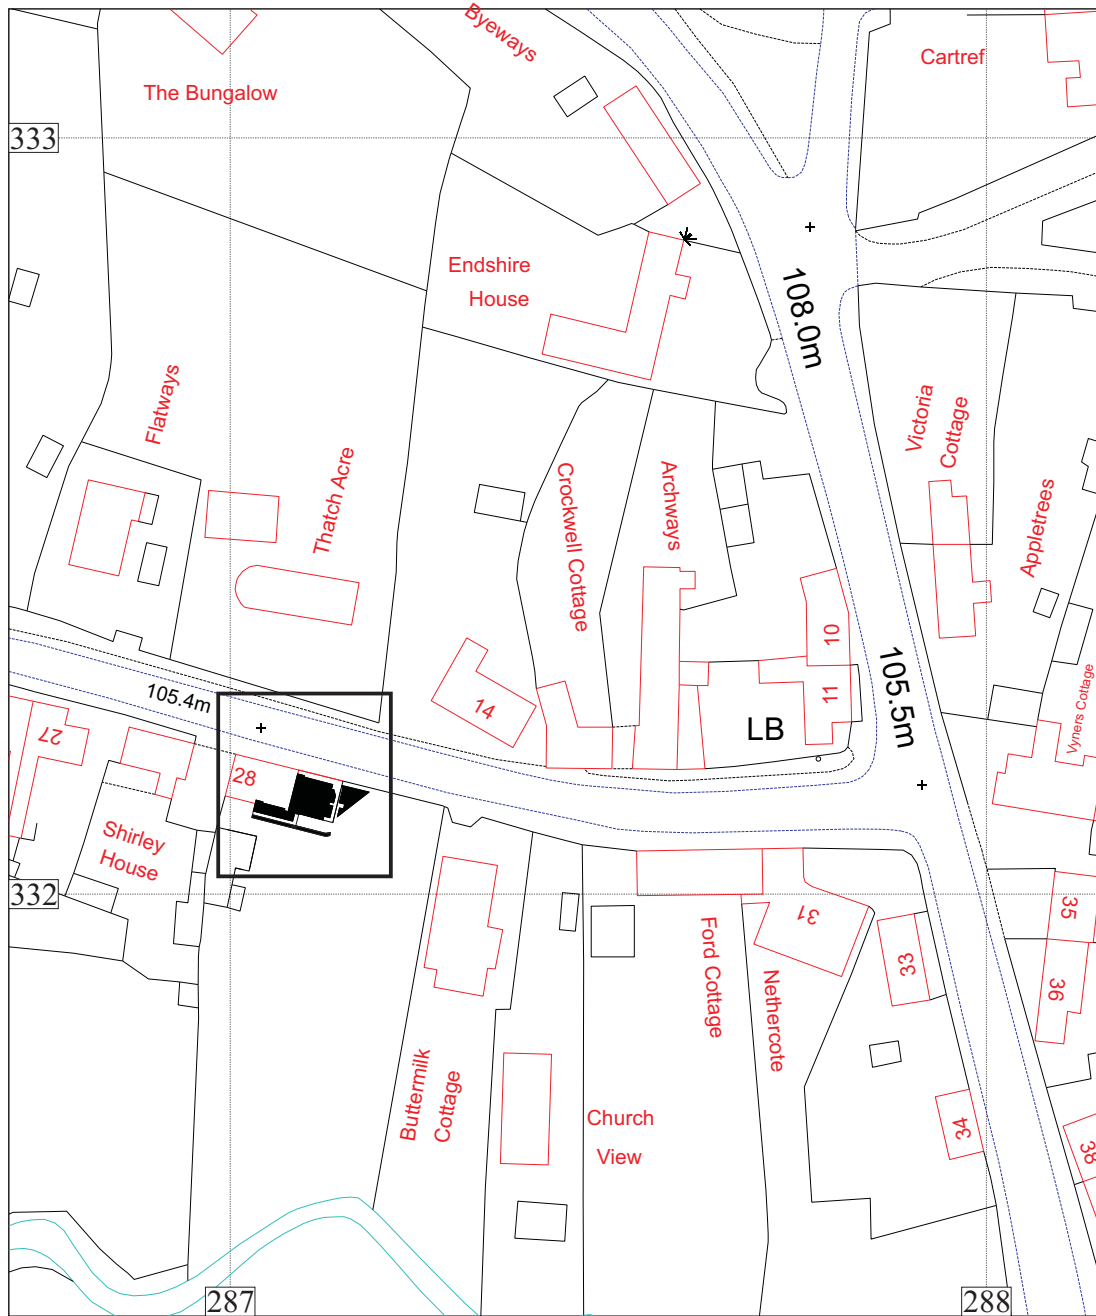 Byeways
Cartref
The Bungalow
333
Endshire
House
108.0m
Flatways
Thatch Acre
Crockwell Cottage
Archways
Victoria
Cottage
Appletrees
10
11
105.5m
LB
14
105.4m
27
28
Shirley
House
Vyners Cottage
332
31
33
35
36
Ford Cottage
Nethercote
Buttermilk
Cottage
Church
View
34
38
287
288